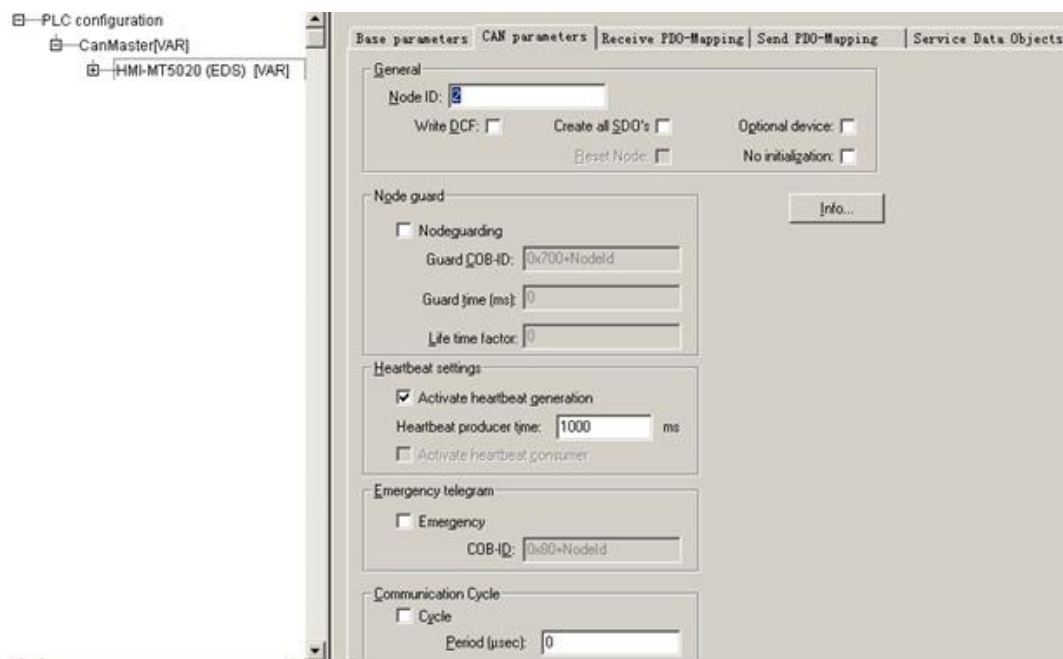 PLC configuration
CanMaster[VAR]
HMI-MT5020 (EDS) [VAR]
Base parameters CAN parameters Receive PDO-Mapping Send PDO-Mapping Service Data Objects
General
Node ID: 2
Write DCF: Create all SDO's Optional device:
Reset Node: No initialization:
Node guard
Info...
Nodeguarding
Guard COB-ID: 0x700+NodeId
Guard time (ms): 0
Life time factor: 0
Heartbeat settings
Activate heartbeat generation
Heartbeat producer time: 1000 ms
Activate heartbeat consumer
Emergency telegram
Emergency
COB-ID: 0x80+NodeId
Communication Cycle
Cycle
Period (µsec): 0